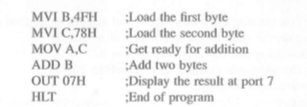 MVI B,4FH ;Load the first byte
MVI C,78H ;Load the second byte
MOV A,C ;Get ready for addition
ADD B ;Add two bytes
OUT 07H ;Display the result at port 7
HLT ;End of program